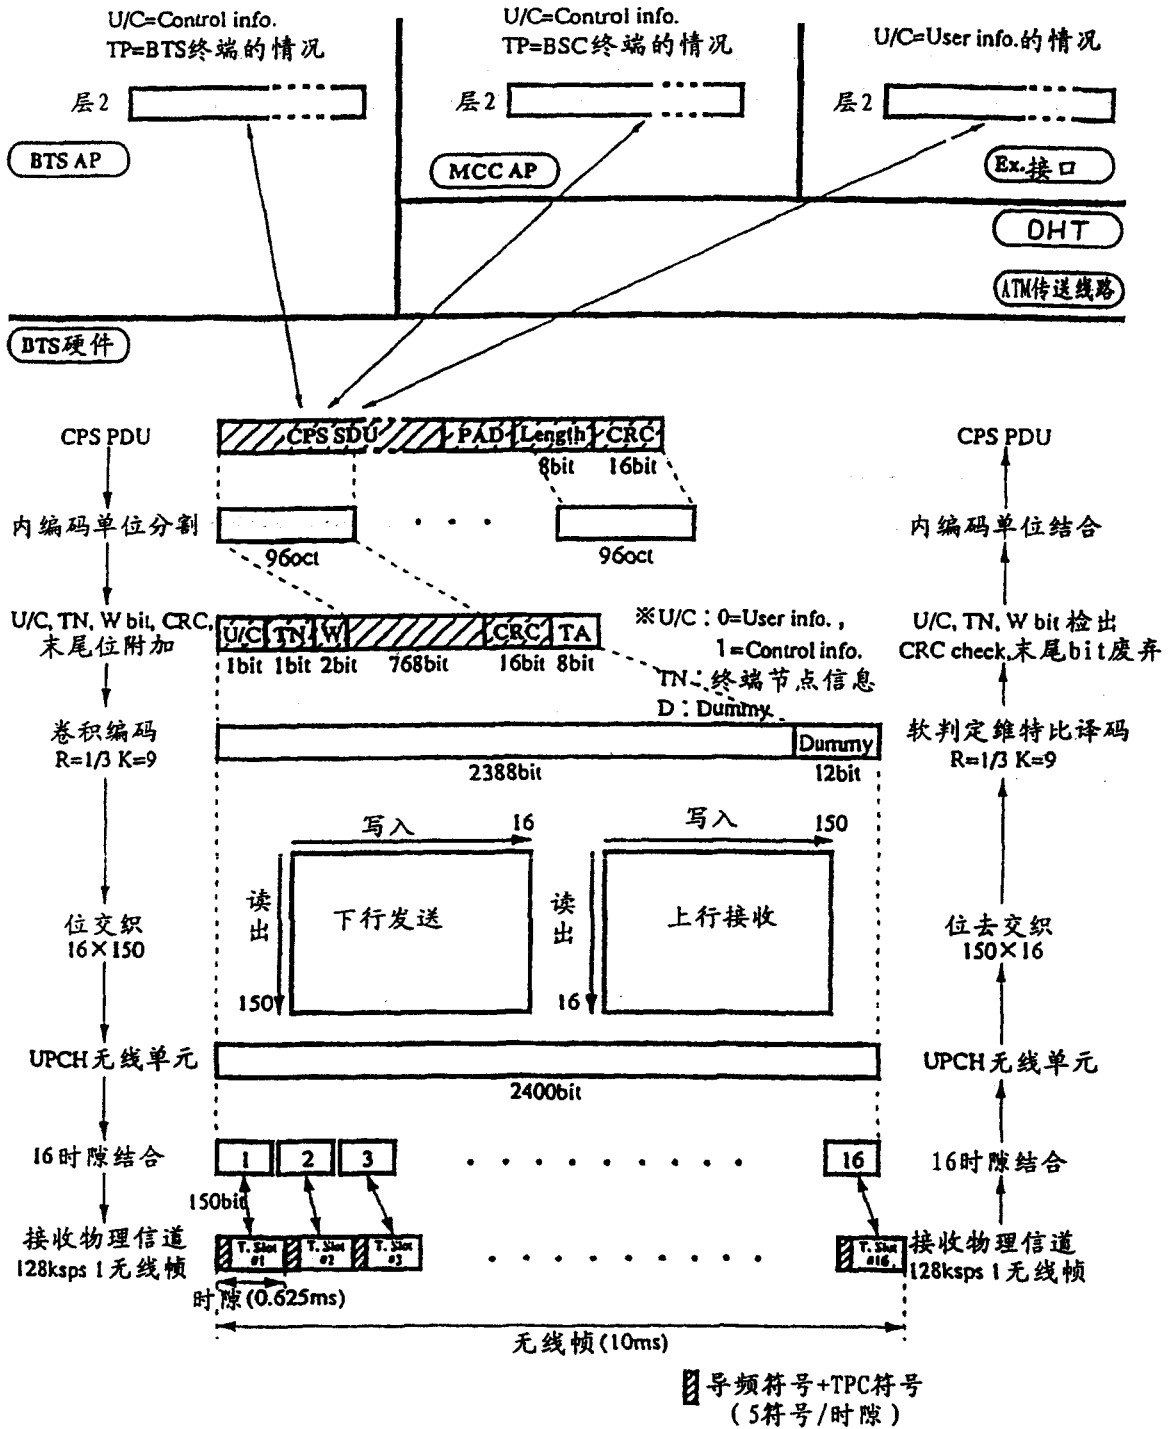 U/C=Control info.
TP=BTS终端的情况
U/C=Control info.
TP=BSC终端的情况
U/C=User info.的情况
层2
层2
层2
BTS AP
MCC AP
Ex.接口
DHT
ATM传送线路
BTS硬件
CPS PDU
CPS SDU
PAD
Length
CRC
CPS PDU
8bit
16bit
内编码单位分割
· · ·
内编码单位结合
96oct
96oct
U/C, TN, W bit, CRC,
末尾位附加
U/C
TN
W
CRC
TA
1bit
1bit
2bit
768bit
16bit
8bit
※U/C：0=User info.,
1=Control info.
TN：终端节点信息
D：Dummy
U/C, TN, W bit 检出
CRC check,末尾bit废弃
卷积编码
R=1/3 K=9
Dummy
2388bit
12bit
软判定维特比译码
R=1/3 K=9
写入
16
写入
150
读出
下行发送
150
读出
上行接收
16
位交织
16×150
位去交织
150×16
UPCH无线单元
2400bit
UPCH无线单元
16时隙结合
1
2
3
· · · · · · · · · ·
16
16时隙结合
150bit
接收物理信道
128ksps 1无线帧
T. Slot
#1
T. Slot
#2
T. Slot
#3
· · · · · · · · · ·
T. Slot
#16
接收物理信道
128ksps 1无线帧
时隙(0.625ms)
无线帧(10ms)
导频符号+TPC符号
(5符号/时隙)